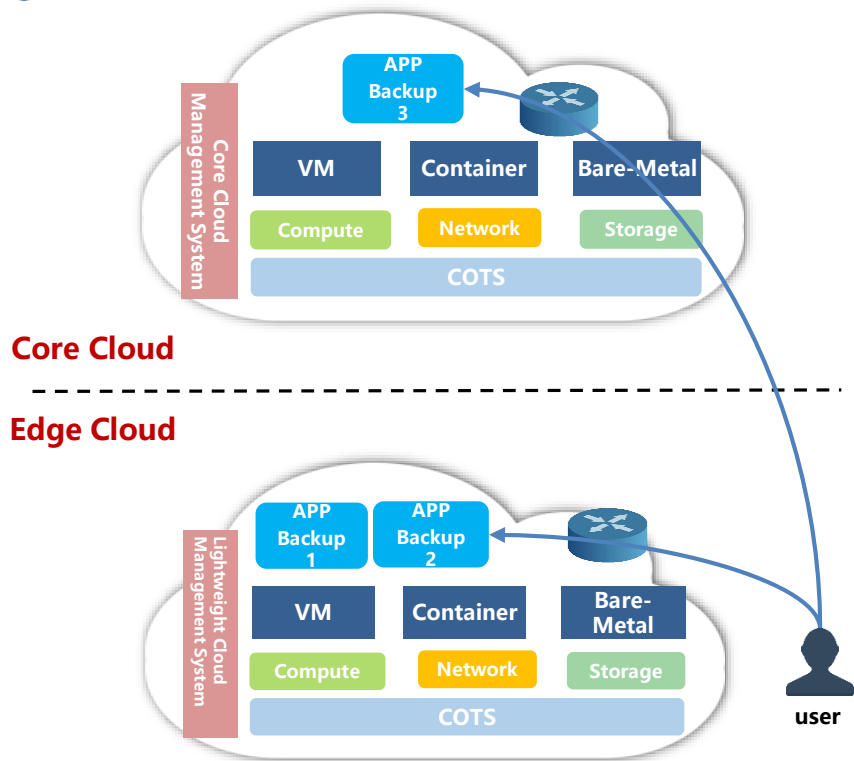 APP
Backup
3
Core Cloud
Management System
VM
Container
Bare-Metal
Compute
Network
Storage
COTS
Core Cloud
Edge Cloud
APP
Backup
1
APP
Backup
2
Lightweight Cloud
Management System
VM
Container
Bare-
Metal
Compute
Network
Storage
COTS
user